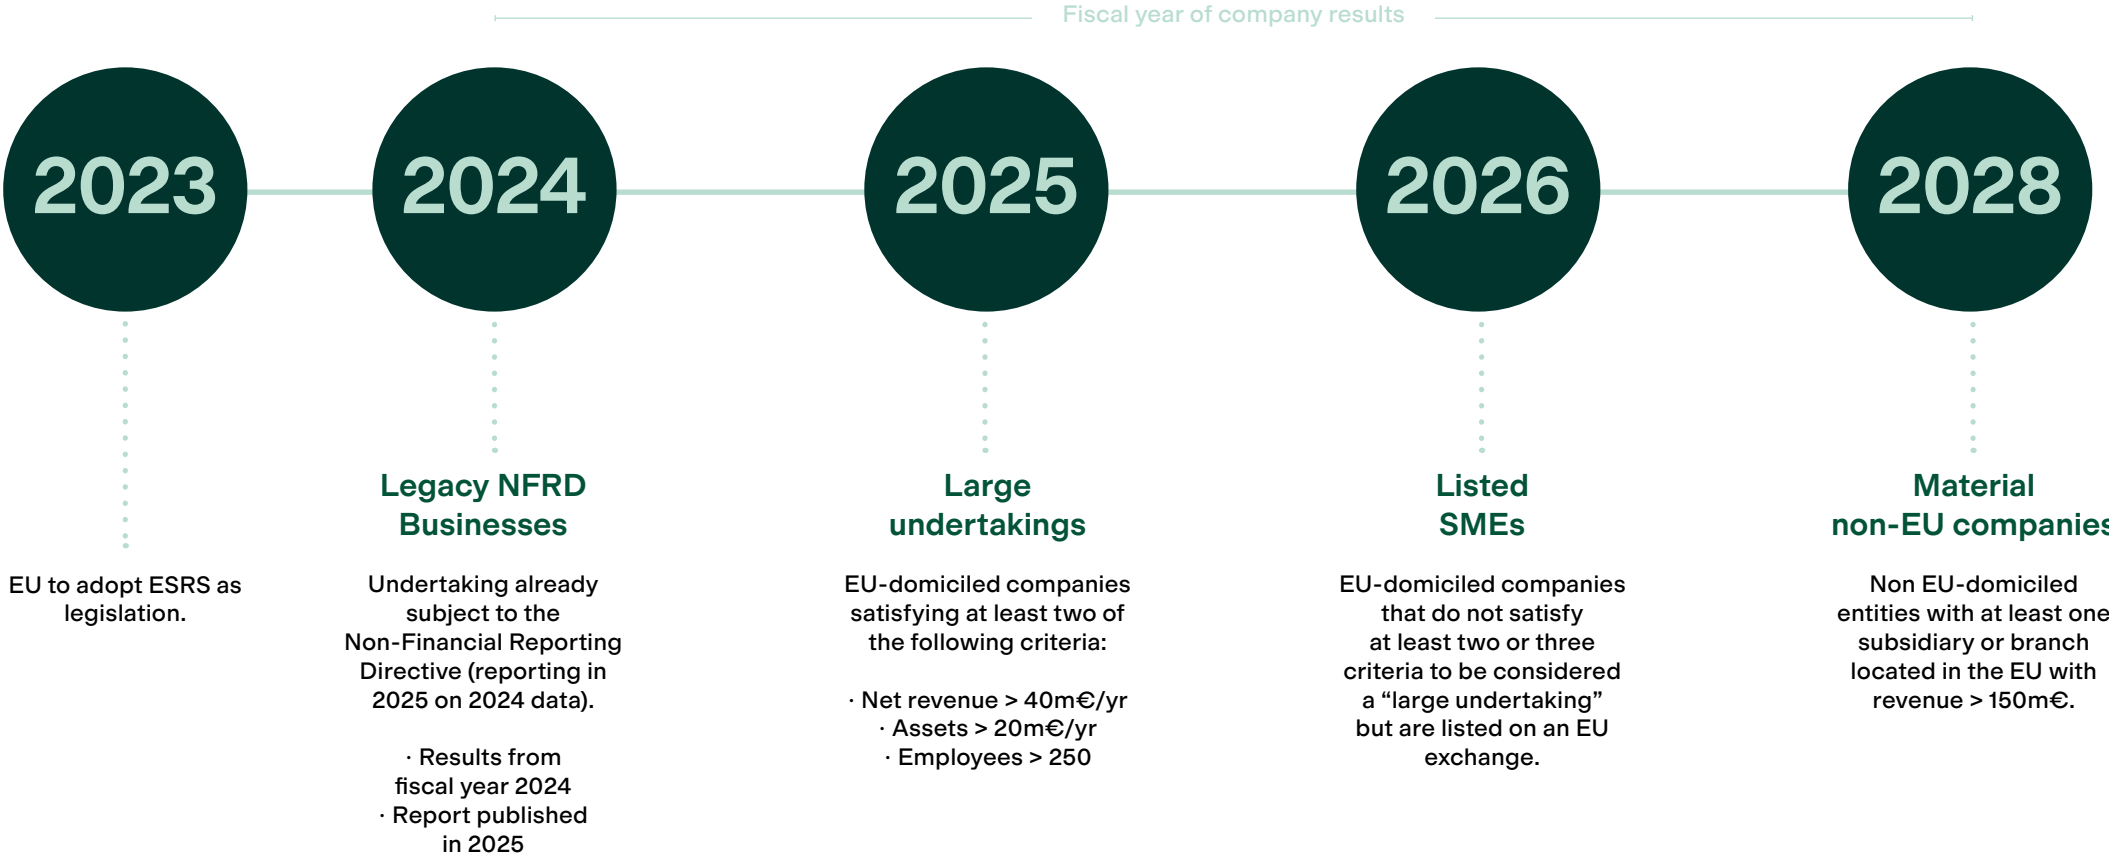 Fiscal year of company results
2023
2024
2025
2026
2028
EU to adopt ESRS as
legislation.
Legacy NFRD
Businesses
Undertaking already
subject to the
Non-Financial Reporting
Directive (reporting in
2025 on 2024 data).
· Results from
fiscal year 2024
· Report published
in 2025
Large
undertakings
EU-domiciled companies
satisfying at least two of
the following criteria:
· Net revenue > 40m€/yr
· Assets > 20m€/yr
· Employees > 250
Listed
SMEs
EU-domiciled companies
that do not satisfy
at least two or three
criteria to be considered
a “large undertaking”
but are listed on an EU
exchange.
Material
non-EU companies
Non EU-domiciled
entities with at least one
subsidiary or branch
located in the EU with
revenue > 150m€.